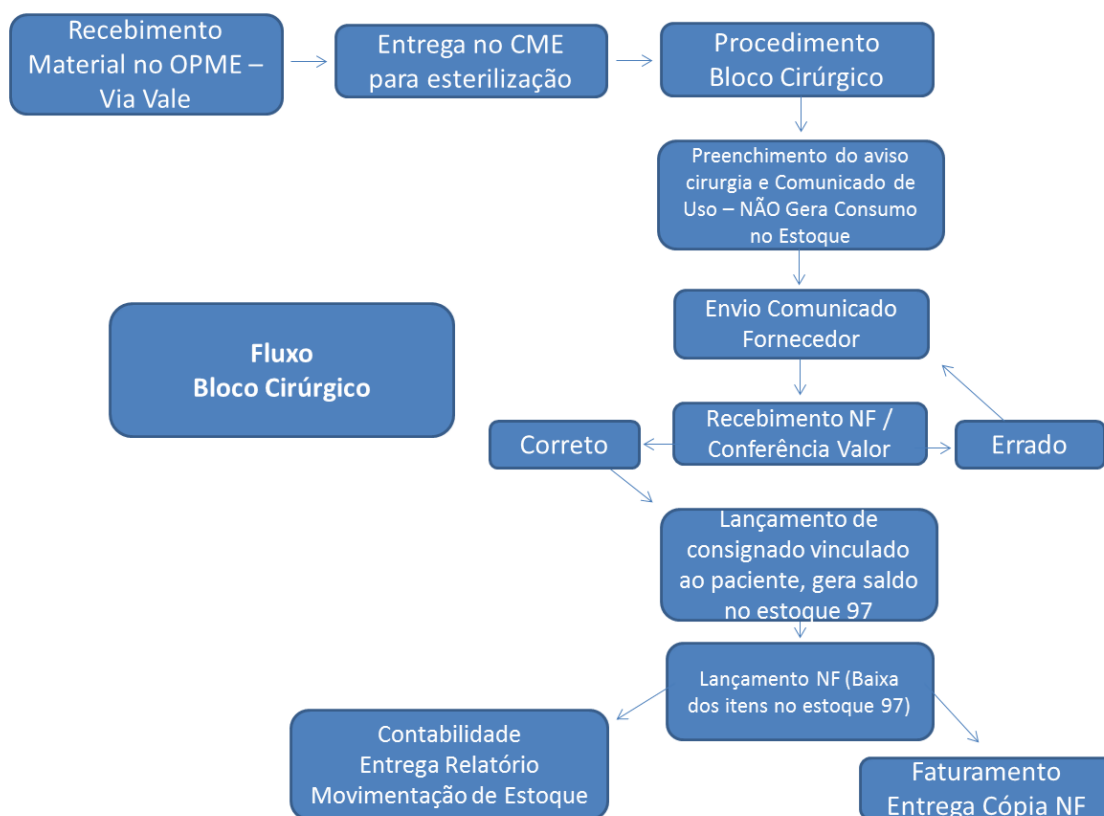 Recebimento
Material no OPME –
Via Vale
Entrega no CME
para esterilização
Procedimento
Bloco Cirúrgico
Preenchimento do aviso
cirurgia e Comunicado de
Uso – NÃO Gera Consumo
no Estoque
Envio Comunicado
Fornecedor
Fluxo
Bloco Cirúrgico
Recebimento NF /
Conferência Valor
Correto
Errado
Lançamento de
consignado vinculado
ao paciente, gera saldo
no estoque 97
Lançamento NF (Baixa
dos itens no estoque 97)
Contabilidade
Entrega Relatório
Movimentação de Estoque
Faturamento
Entrega Cópia NF